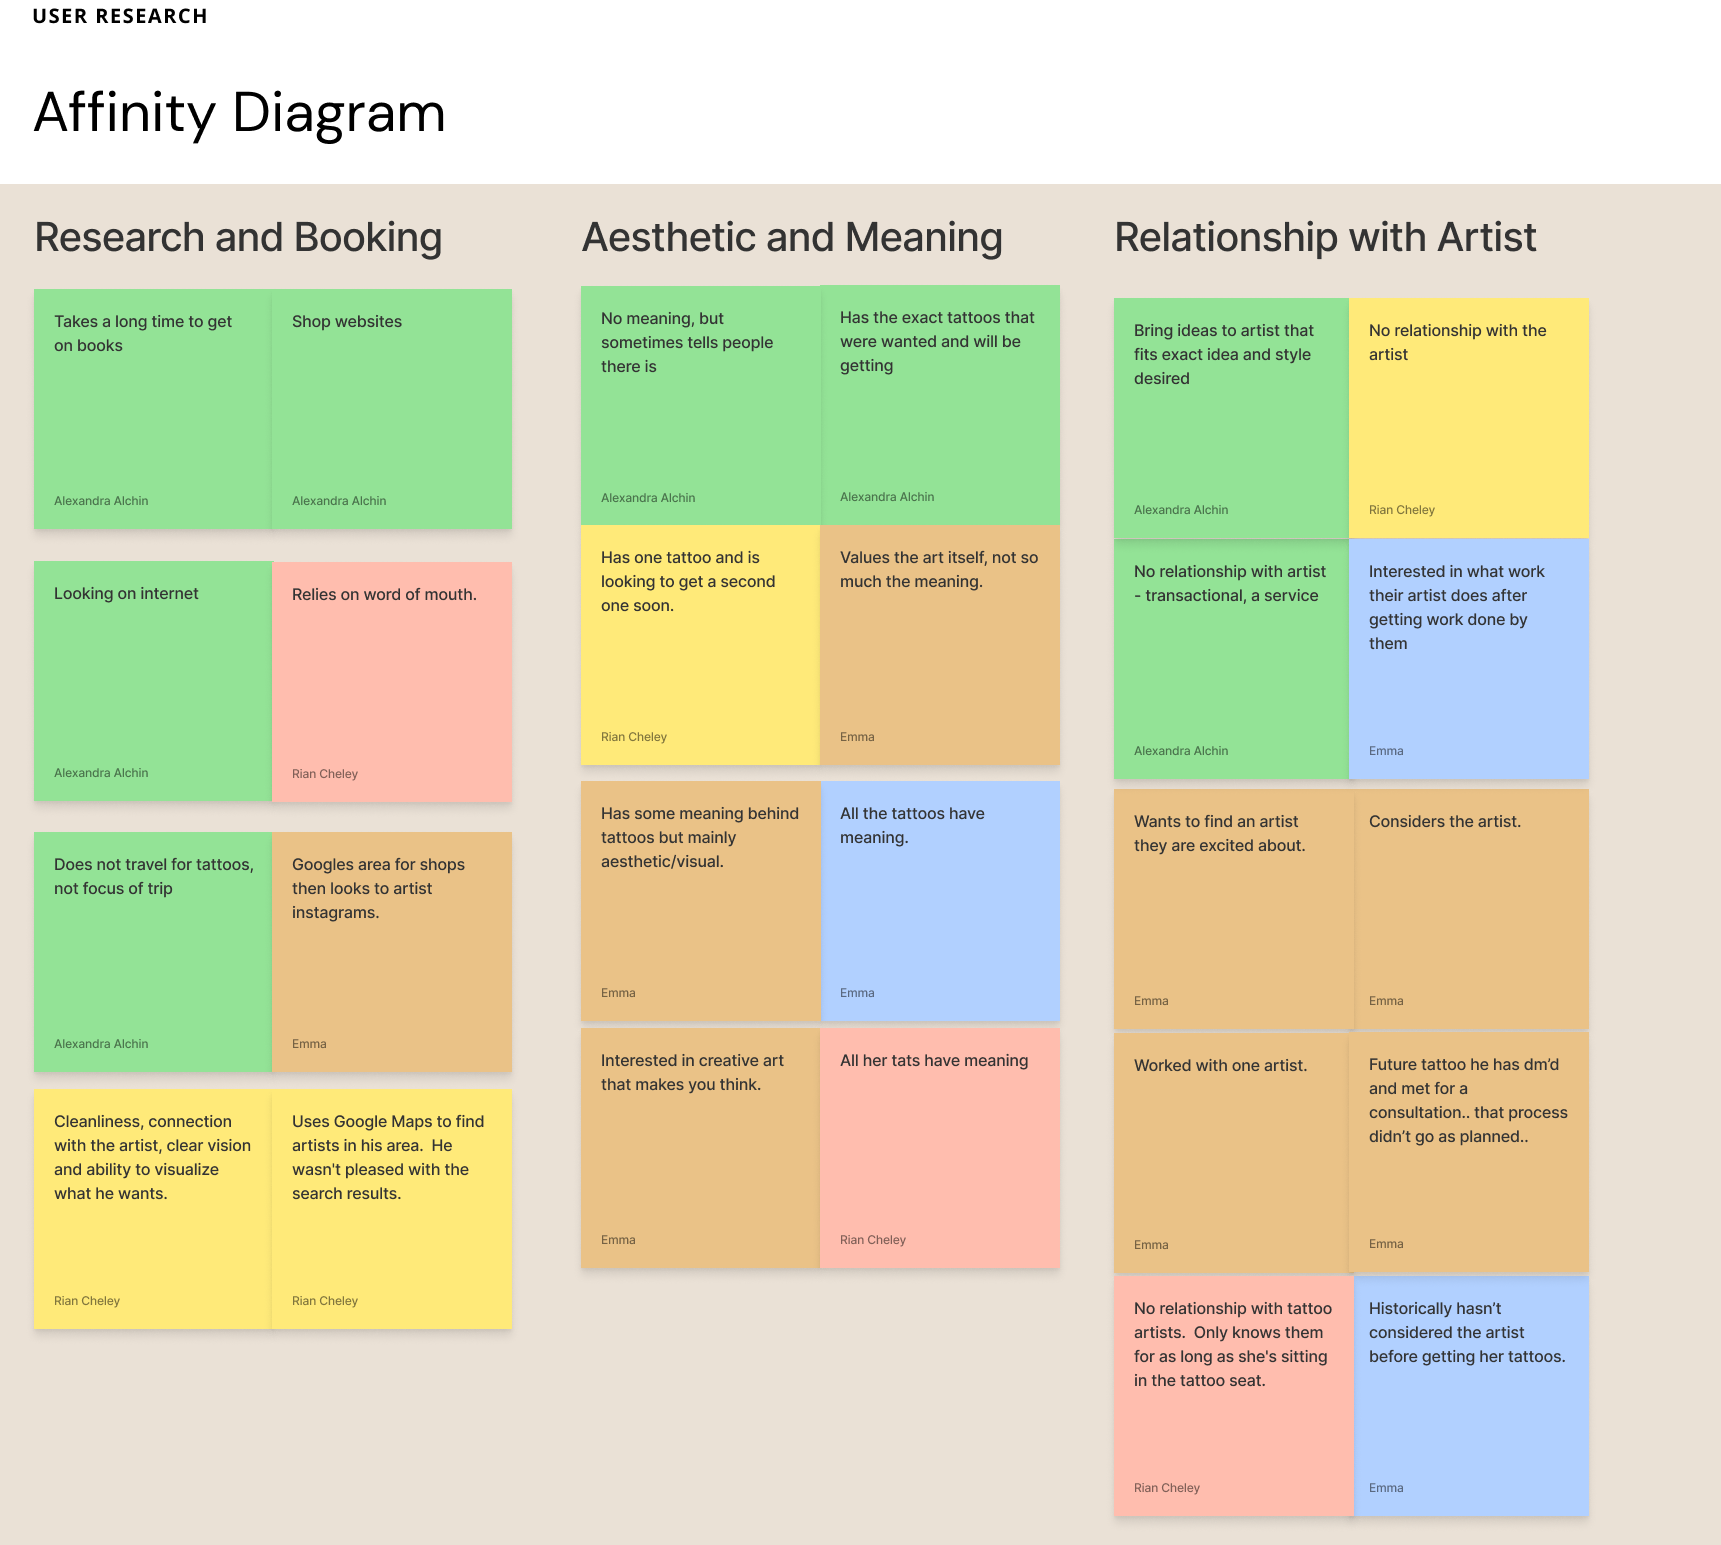 USER RESEARCH
Affinity Diagram
Research and Booking
Takes a long time to get
on books
Alexandra Alchin
Shop websites
Alexandra Alchin
Looking on internet
Alexandra Alchin
Relies on word of mouth.
Rian Cheley
Does not travel for tattoos,
not focus of trip
Alexandra Alchin
Googles area for shops
then looks to artist
instagrams.
Emma
Cleanliness, connection
with the artist, clear vision
and ability to visualize
what he wants.
Rian Cheley
Uses Google Maps to find
artists in his area.  He
wasn't pleased with the
search results.
Rian Cheley
Aesthetic and Meaning
No meaning, but
sometimes tells people
there is
Alexandra Alchin
Has the exact tattoos that
were wanted and will be
getting
Alexandra Alchin
Has one tattoo and is
looking to get a second
one soon.
Rian Cheley
Values the art itself, not so
much the meaning.
Emma
Has some meaning behind
tattoos but mainly
aesthetic/visual.
Emma
All the tattoos have
meaning.
Emma
Interested in creative art
that makes you think.
Emma
All her tats have meaning
Rian Cheley
Relationship with Artist
Bring ideas to artist that
fits exact idea and style
desired
Alexandra Alchin
No relationship with the
artist
Rian Cheley
No relationship with artist
- transactional, a service
Alexandra Alchin
Interested in what work
their artist does after
getting work done by
them
Emma
Wants to find an artist
they are excited about.
Emma
Considers the artist.
Emma
Worked with one artist.
Emma
Future tattoo he has dm’d
and met for a
consultation.. that process
didn’t go as planned..
Emma
No relationship with tattoo
artists.  Only knows them
for as long as she's sitting
in the tattoo seat.
Rian Cheley
Historically hasn’t
considered the artist
before getting her tattoos.
Emma